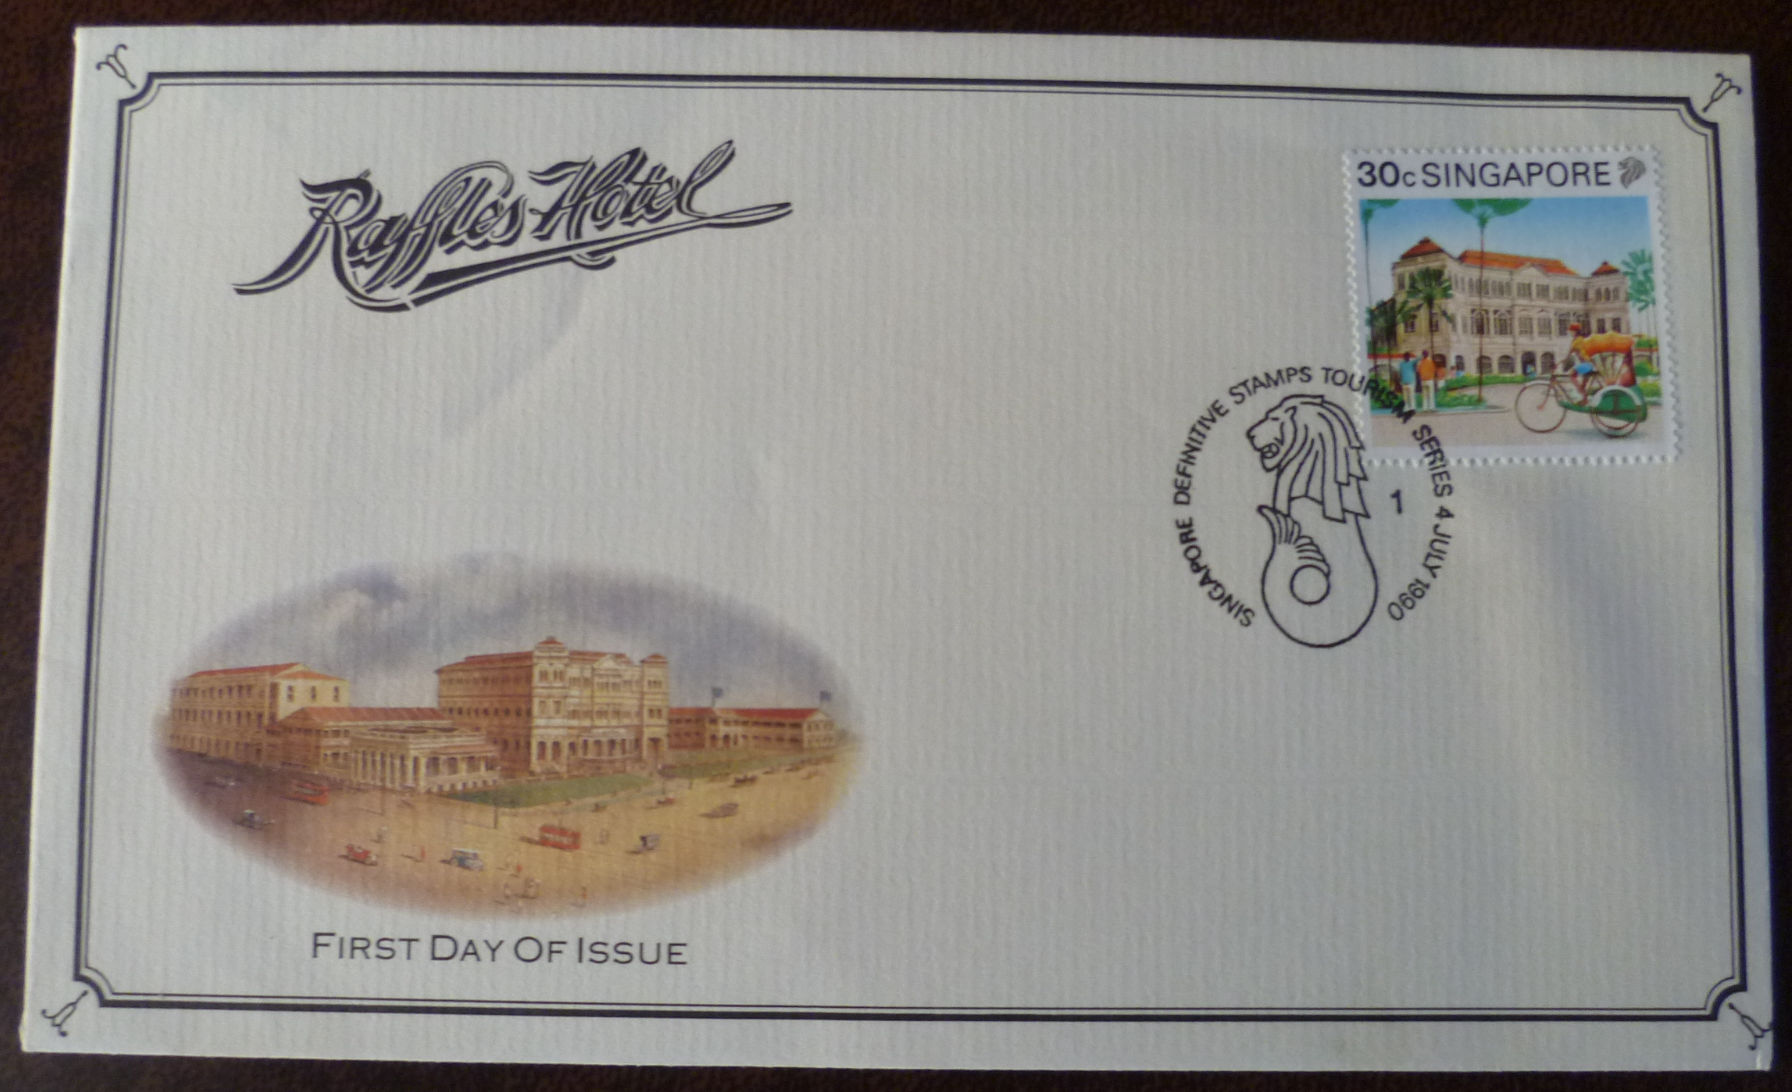 Raffles Hotel
30c SINGAPORE
SINGAPORE DEFINITIVE STAMPS TOURISM SERIES 4 JULY 1990
1
FIRST DAY OF ISSUE